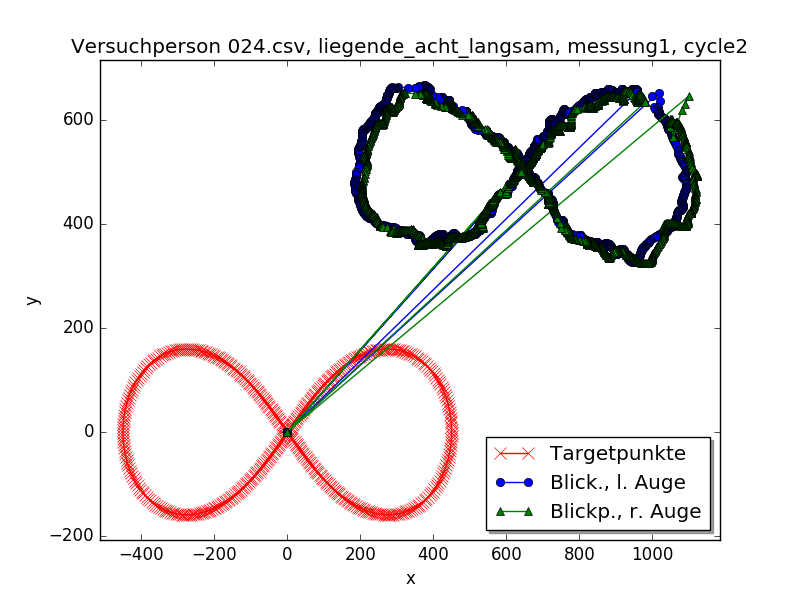 Versuchperson 024.csv, liegende_acht_langsam, messung1, cycle2
600
400
y
200
0
−200
Targetpunkte
Blick., l. Auge
Blickp., r. Auge
−400
−200
0
200
400
600
800
1000
x